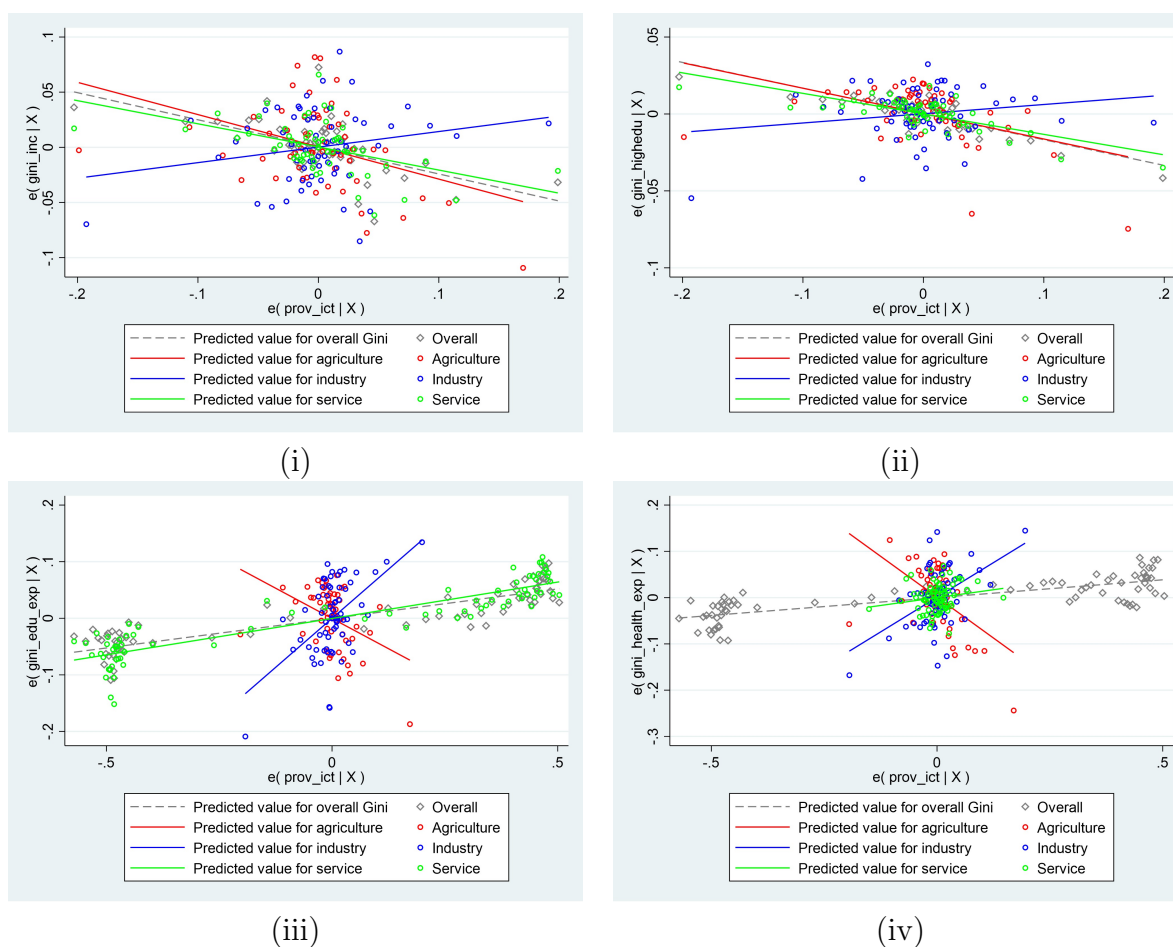 .1
.05
0
-.05
-.1
e( gini_inc | X )
-.2
-.1
0
.1
.2
e( prov_ict | X )
Predicted value for overall Gini
Overall
Predicted value for agriculture
Agriculture
Predicted value for industry
Industry
Predicted value for service
Service
(i)
.05
0
-.05
-.1
e( gini_highedu | X )
-.2
-.1
0
.1
.2
e( prov_ict | X )
Predicted value for overall Gini
Overall
Predicted value for agriculture
Agriculture
Predicted value for industry
Industry
Predicted value for service
Service
(ii)
.2
.1
0
-.1
-.2
e( gini_edu_exp | X )
-.5
0
.5
e( prov_ict | X )
Predicted value for overall Gini
Overall
Predicted value for agriculture
Agriculture
Predicted value for industry
Industry
Predicted value for service
Service
(iii)
.2
.1
0
-.1
-.2
-.3
e( gini_health_exp | X )
-.5
0
.5
e( prov_ict | X )
Predicted value for overall Gini
Overall
Predicted value for agriculture
Agriculture
Predicted value for industry
Industry
Predicted value for service
Service
(iv)